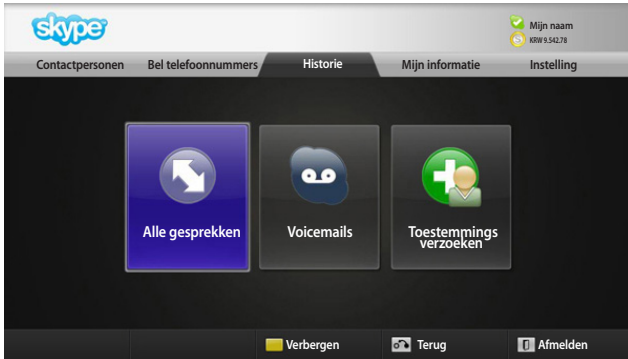 skype
Mijn naam
KRW 9.542.78
Contactpersonen Bel telefoonnummers Historie Mijn informatie Instelling
Alle gesprekken Voicemails Toestemmings
verzoeken
Verbergen Terug Afmelden